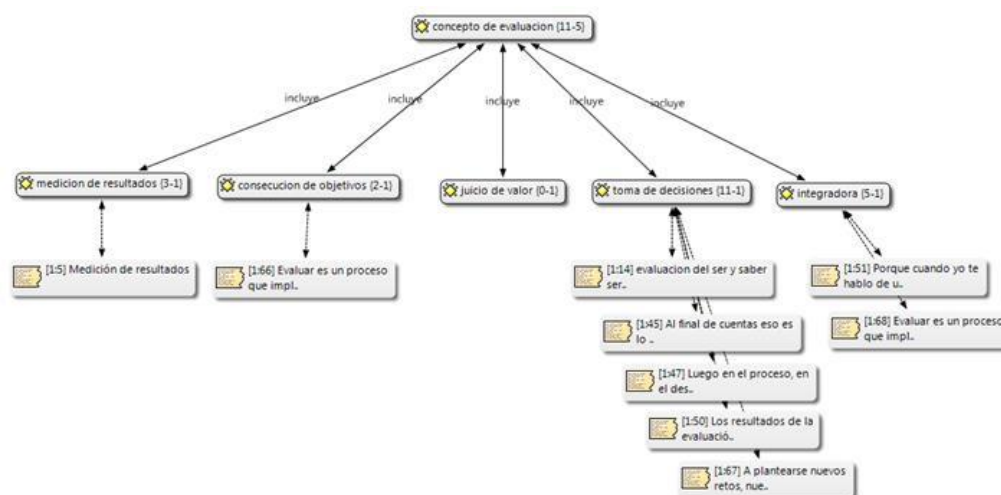 concepto de evaluacion {11-5}
incluye
incluye
incluye
incluye
incluye
medicion de resultados {3-1}
consecucion de objetivos {2-1}
juicio de valor {0-1}
toma de decisiones {11-1}
integradora {5-1}
[1:5] Medición de resultados
[1:66] Evaluar es un proceso
que impl..
[1:14] evaluacion del ser y saber
ser..
[1:45] Al final de cuentas eso es
lo ..
[1:47] Luego en el proceso, en
el des..
[1:50] Los resultados de la
evaluació..
[1:67] A plantearse nuevos
retos, nue..
[1:51] Porque cuando yo te
hablo de u..
[1:68] Evaluar es un proceso
que impl..